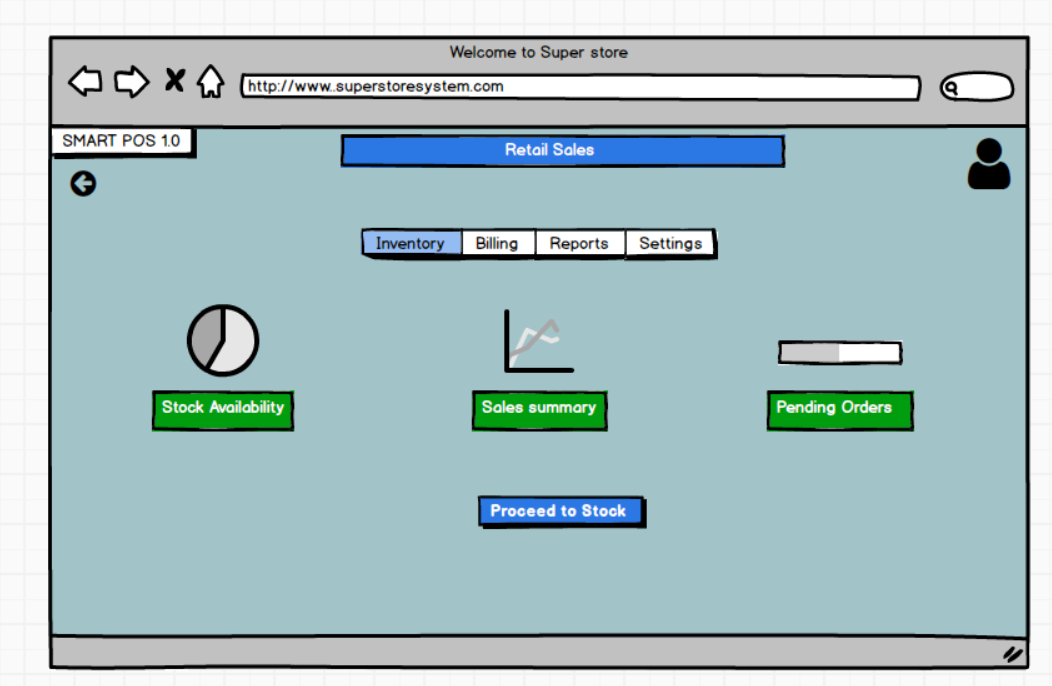 Welcome to Super store
http://www..superstoresystem.com
SMART POS 1.0
Retail Sales
Inventory Billing Reports Settings
Stock Availability Sales summary Pending Orders
Proceed to Stock